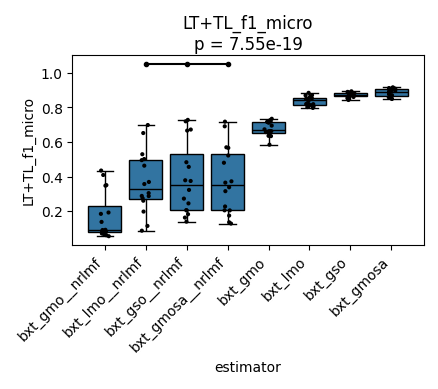 LT+TL_f1_micro
p = 7.55e-19
LT+TL_f1_micro
1.0
0.8
0.6
0.4
0.2
bxt_gmo__nrlmf
bxt_lmo__nrlmf
bxt_gso__nrlmf
bxt_gmosa__nrlmf
bxt_gmo
bxt_lmo
bxt_gso
bxt_gmosa
estimator